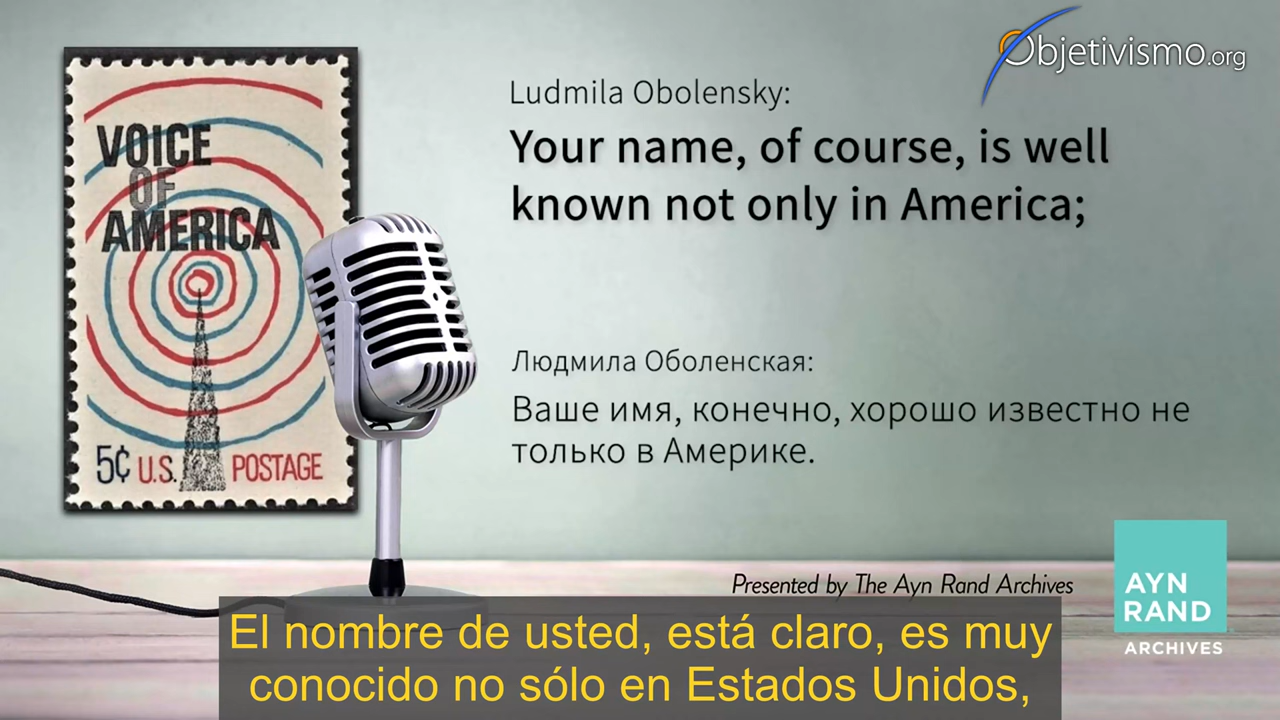 Objetivismo.org
VOICE
OF
AMERICA
5¢ U.S. POSTAGE
Ludmila Obolensky:
Your name, of course, is well
known not only in America;
Людмила Оболенская:
Ваше имя, конечно, хорошо известно не
только в Америке.
Presented by The Ayn Rand Archives
AYN
RAND
ARCHIVES
El nombre de usted, está claro, es muy
conocido no sólo en Estados Unidos,